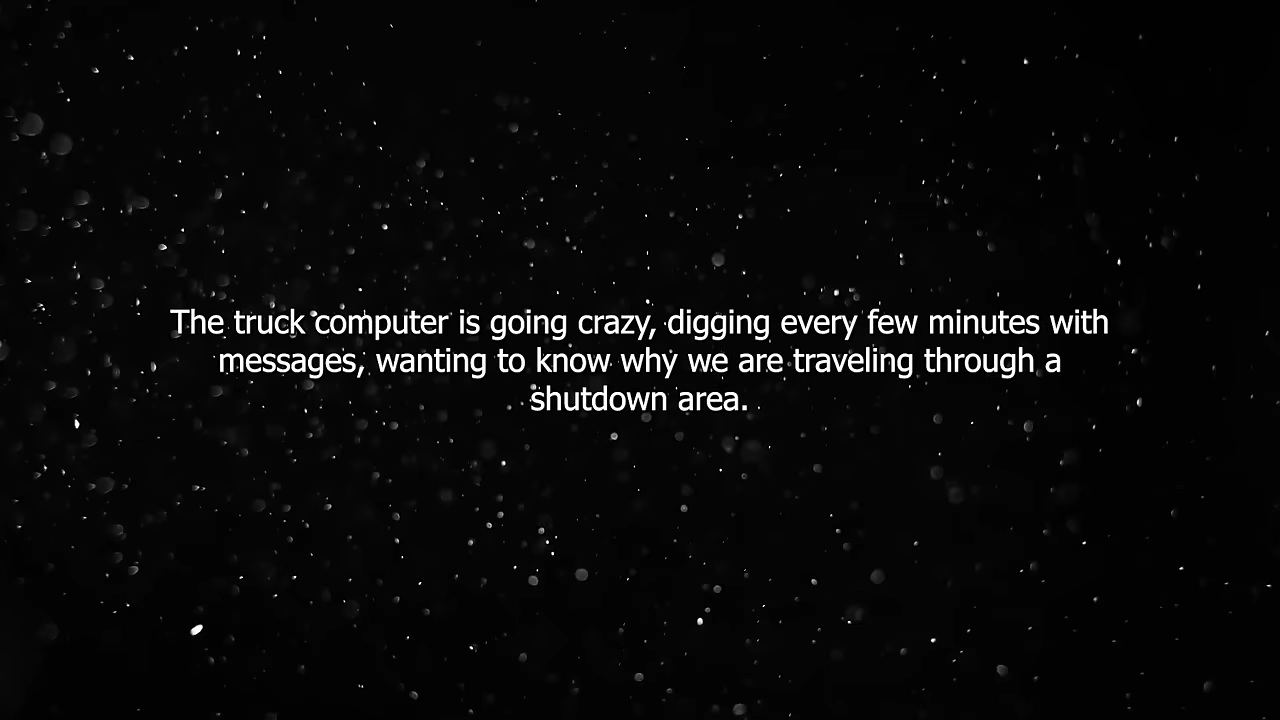 The truck computer is going crazy, digging every few minutes with
messages, wanting to know why we are traveling through a
shutdown area.